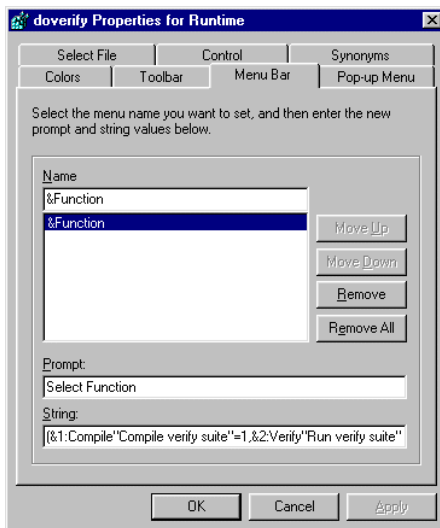 doverify Properties for Runtime
Select File Control Synonyms
Colors Toolbar Menu Bar Pop-up Menu
Select the menu name you want to set, and then enter the new
prompt and string values below.
Name
&Function
&Function
Move Up
Move Down
Remove
Remove All
Prompt:
Select Function
String:
(&1:Compile"Compile verify suite"=1,&2:Verify"Run verify suite"
OK Cancel Apply